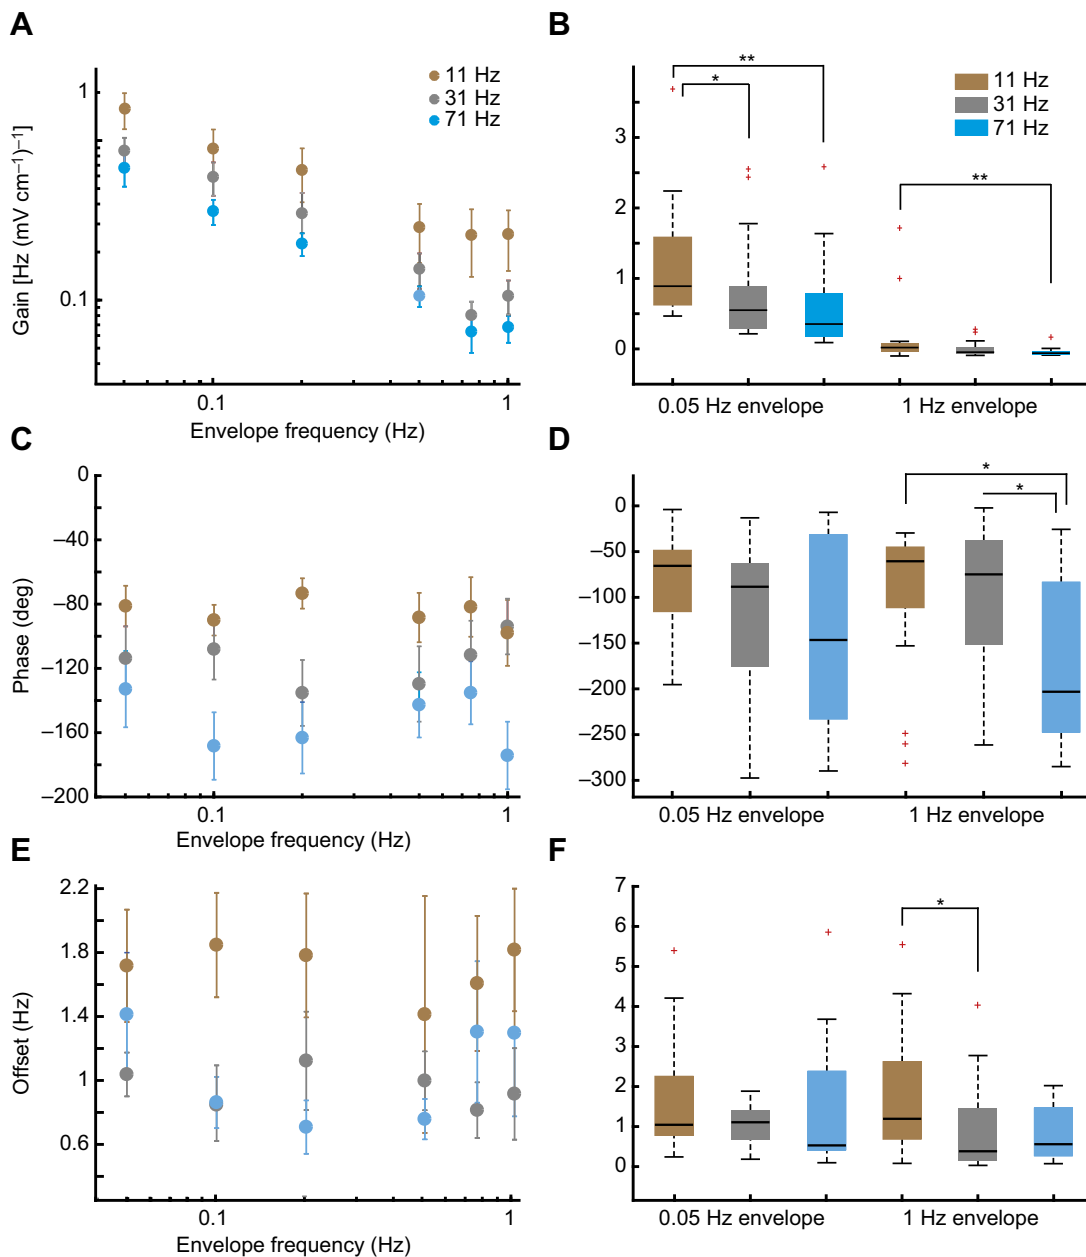 A
1
0.1
Gain [Hz (mV cm⁻¹)⁻¹]
11 Hz
31 Hz
71 Hz
0.1
1
Envelope frequency (Hz)
B
3
2
1
0
**
*
**
11 Hz
31 Hz
71 Hz
0.05 Hz envelope
1 Hz envelope
C
0
–40
–80
–120
–160
–200
Phase (deg)
0.1
1
Envelope frequency (Hz)
D
0
–50
–100
–150
–200
–250
–300
*
*
0.05 Hz envelope
1 Hz envelope
E
2.2
1.8
1.4
1
0.6
Offset (Hz)
0.1
1
Envelope frequency (Hz)
F
7
6
5
4
3
2
1
0
*
0.05 Hz envelope
1 Hz envelope